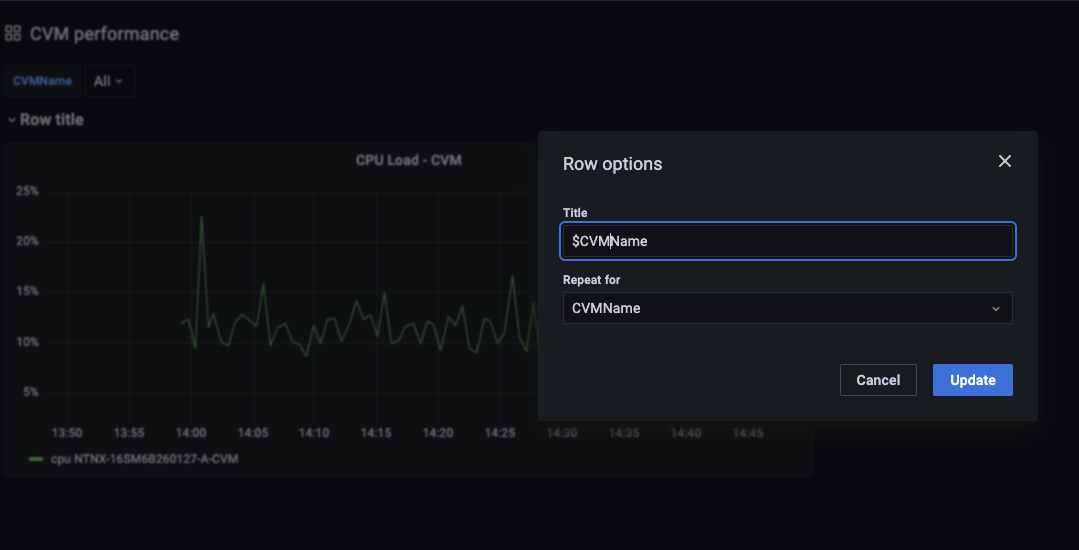 CVM performance
CVMName All
Row title
CPU Load - CVM
25%
20%
15%
10%
5%
13:50 13:55 14:00 14:05 14:10 14:15 14:20 14:25 14:30 14:35 14:40 14:45
cpu NTNX-16SM6B260127-A-CVM
Row options
Title
$CVMName
Repeat for
CVMName
Cancel Update